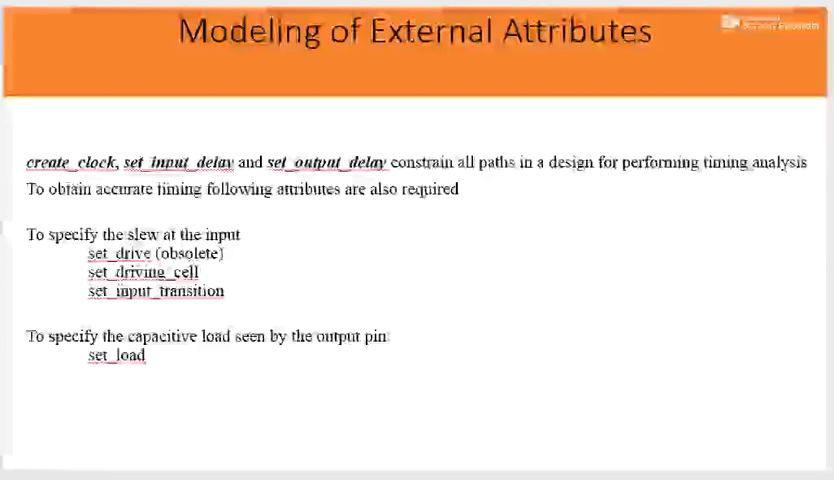 Modeling of External Attributes
create_clock, set_input_delay and set_output_delay constrain all paths in a design for performing timing analysis
To obtain accurate timing following attributes are also required
To specify the slew at the input
set_drive (obsolete)
set_driving_cell
set_input_transition
To specify the capacitive load seen by the output pin
set_load